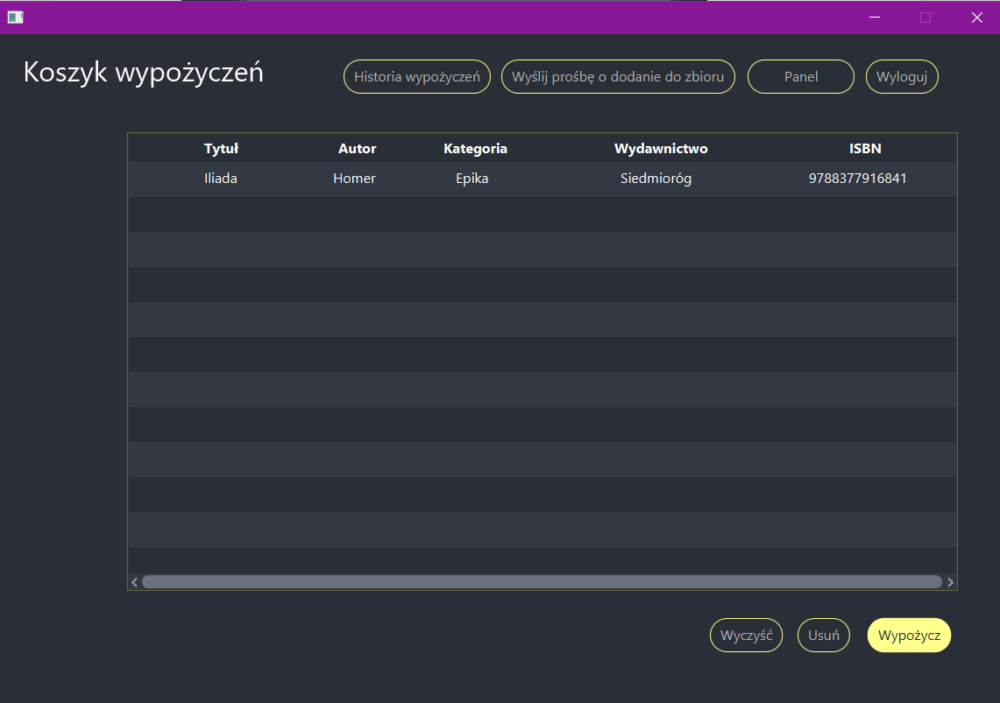 Koszyk wypożyczeń
Historia wypożyczeń Wyślij prośbę o dodanie do zbioru Panel Wyloguj
Tytuł Autor Kategoria Wydawnictwo ISBN
Iliada Homer Epika Siedmioróg 9788377916841
Wyczyść Usuń Wypożycz